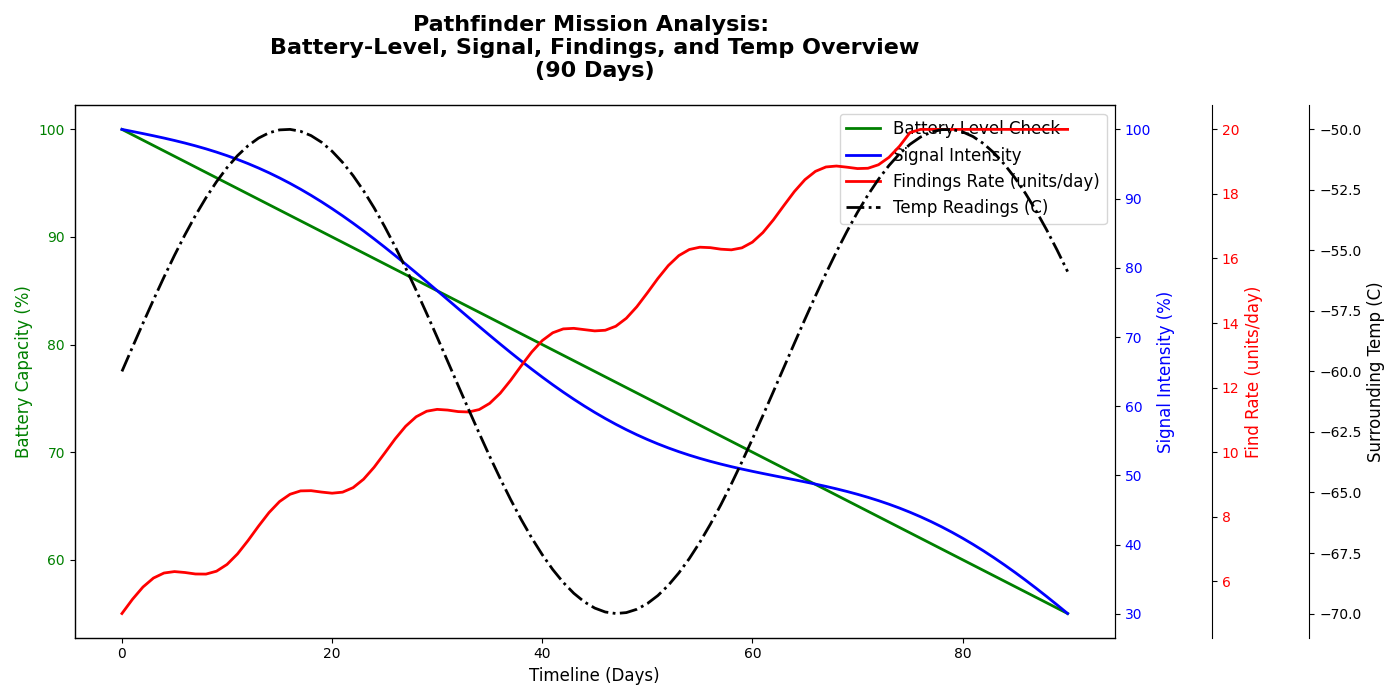 Pathfinder Mission Analysis:
Battery-Level, Signal, Findings, and Temp Overview
(90 Days)
Battery Level Check
Signal Intensity
Findings Rate (units/day)
Temp Readings (C)
Battery Capacity (%)
100
90
80
70
60
0
20
40
60
80
Timeline (Days)
100
90
80
70
60
50
40
30
Signal Intensity (%)
20
18
16
14
12
10
8
6
Find Rate (units/day)
−50.0
−52.5
−55.0
−57.5
−60.0
−62.5
−65.0
−67.5
−70.0
Surrounding Temp (C)